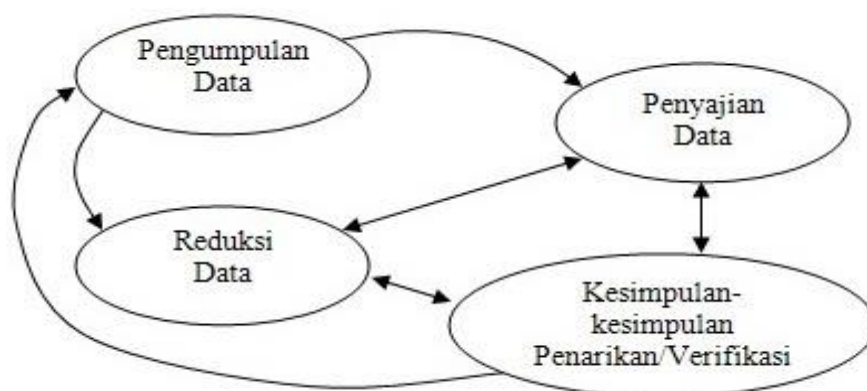 Pengumpulan
Data
Penyajian
Data
Reduksi
Data
Kesimpulan-
kesimpulan
Penarikan/Verifikasi